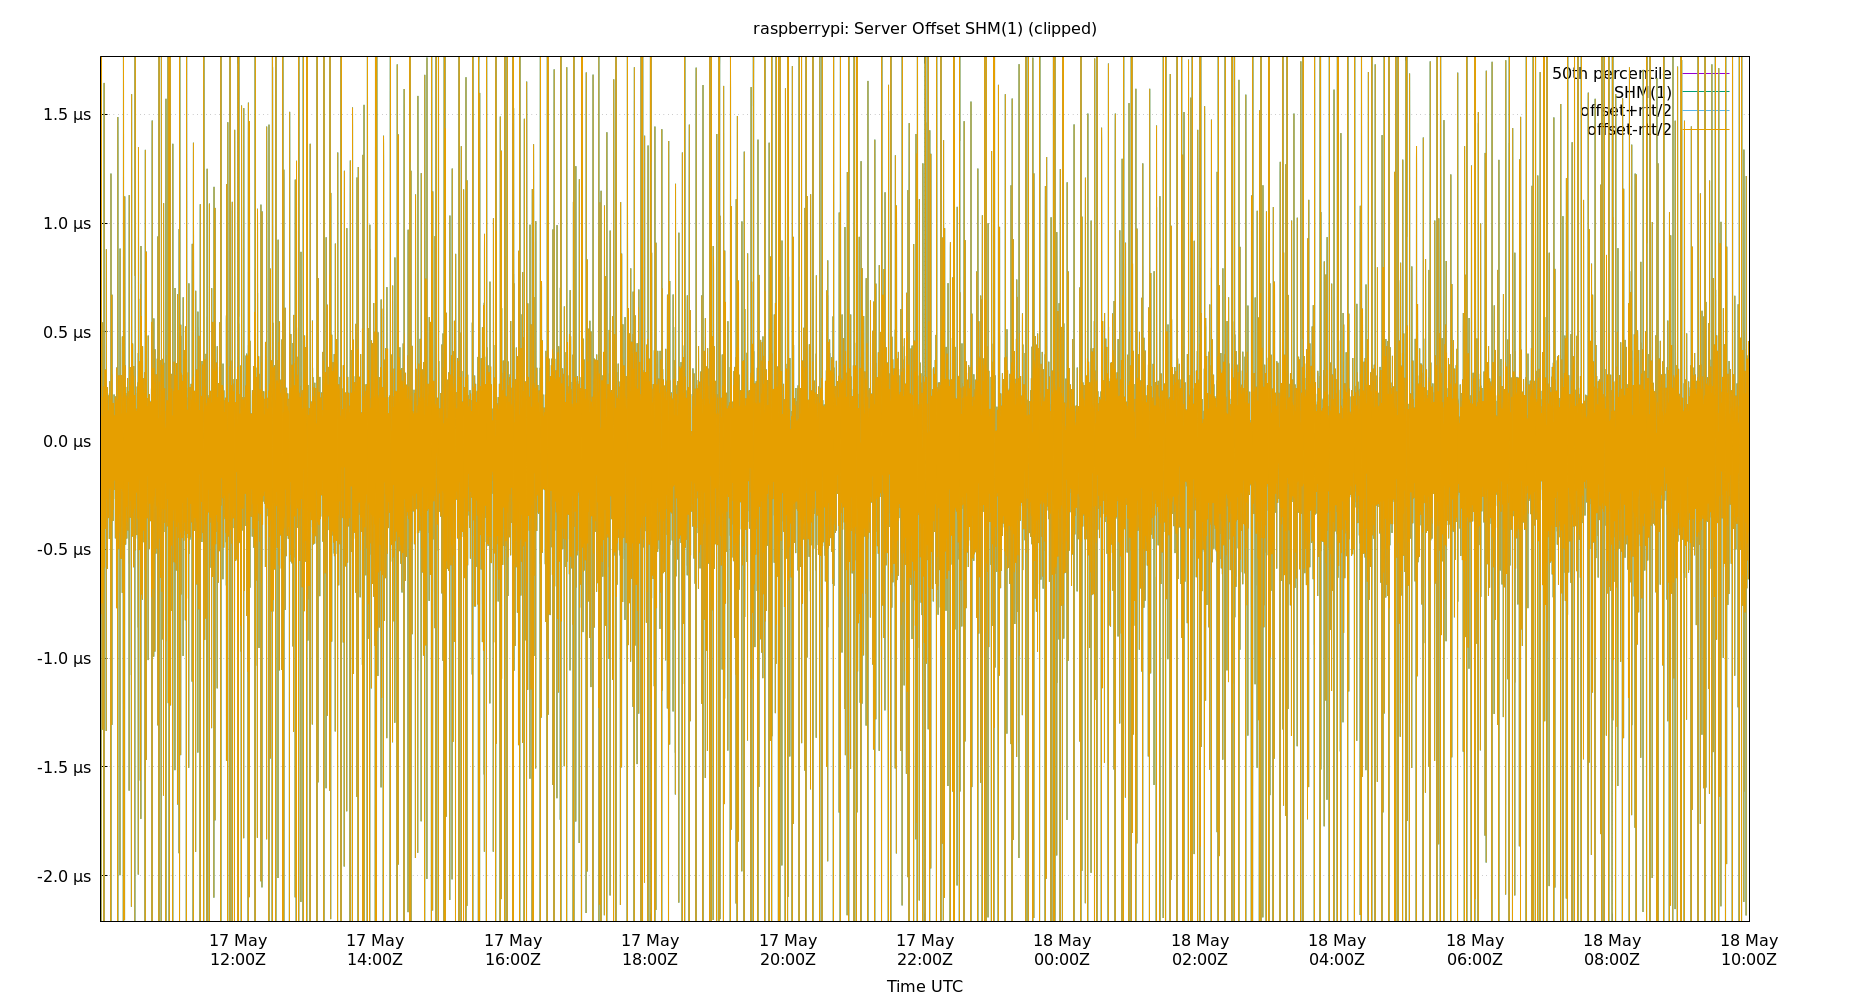 raspberrypi: Server Offset SHM(1) (clipped)
50th percentile
SHM(1)
offset+rtt/2
offset-rtt/2
1.5 µs
1.0 µs
0.5 µs
0.0 µs
-0.5 µs
-1.0 µs
-1.5 µs
-2.0 µs
17 May 17 May 17 May 17 May 17 May 17 May 18 May 18 May 18 May 18 May 18 May 18 May
12:00Z 14:00Z 16:00Z 18:00Z 20:00Z 22:00Z 00:00Z 02:00Z 04:00Z 06:00Z 08:00Z 10:00Z
Time UTC